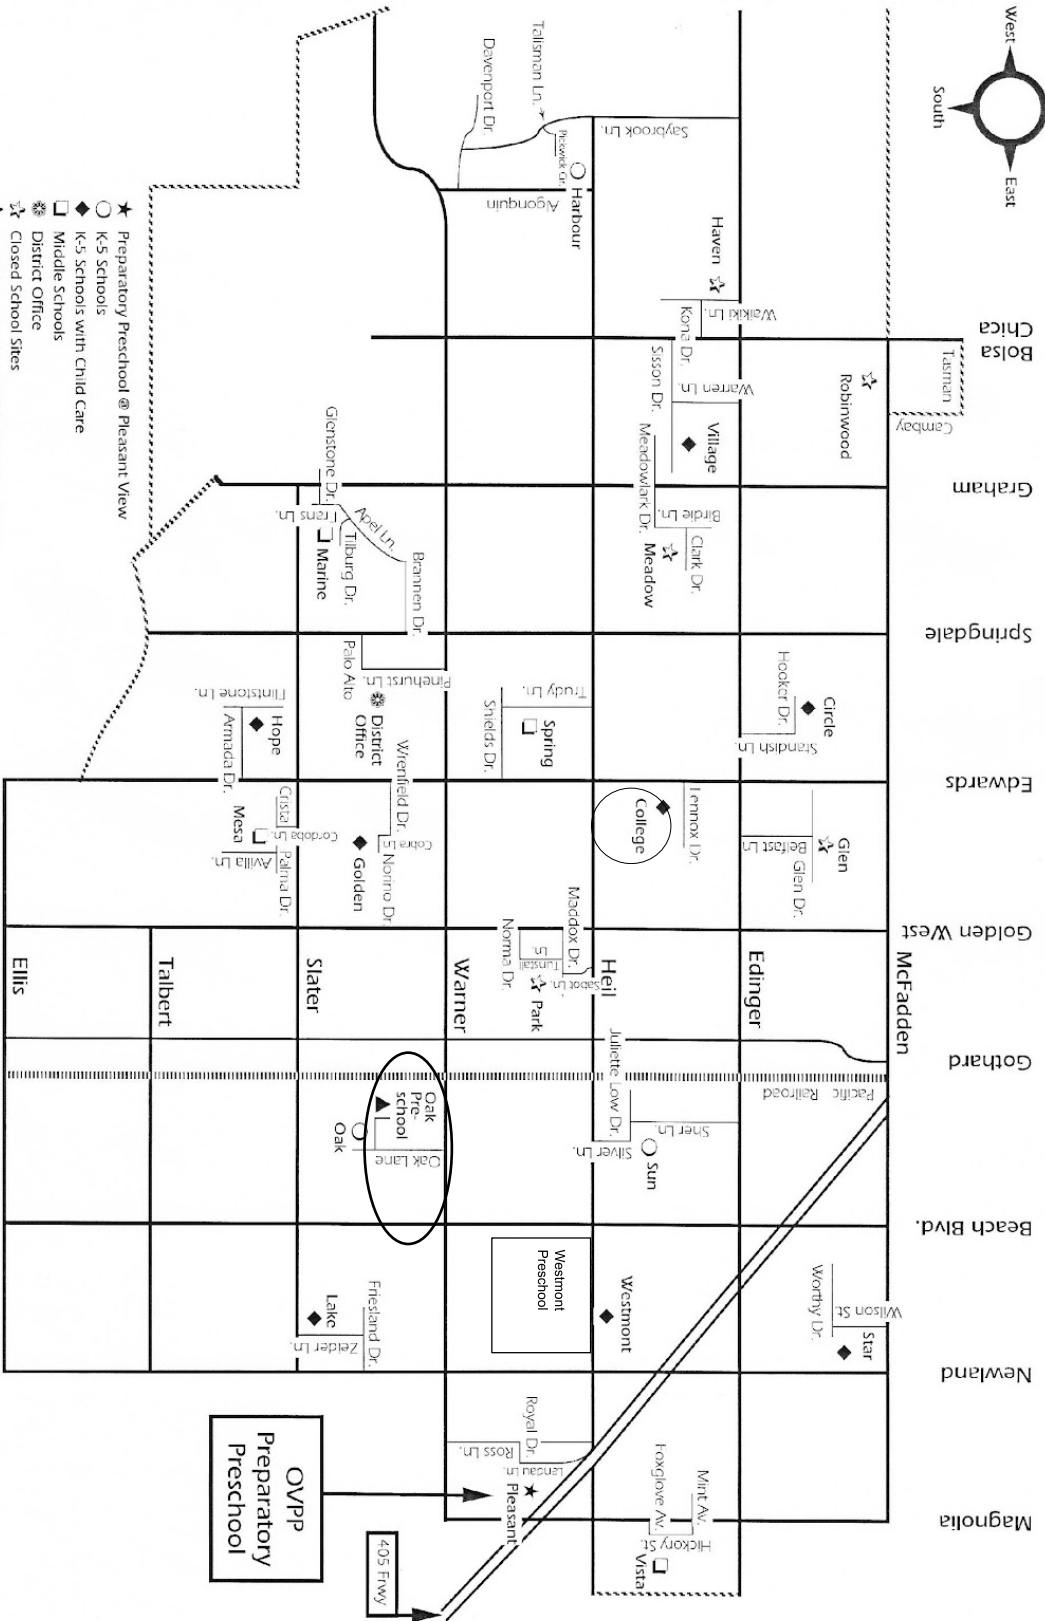 West
South
East
McFadden
Edinger
Heil
Warner
Slater
Talbert
Ellis
Bolsa
Chica
Graham
Springdale
Edwards
Golden West
Gothard
Beach Blvd.
Newland
Magnolia
Pacific Railroad
Tasman
Cambay
Robinwood
Haven
Waikiki Ln.
Kona Dr.
Saybrook Ln.
Talisman Ln.
Davenport Dr.
Pickwick Cir.
Harbour
Algonquin
Warren Ln.
Sisson Dr.
Village
Meadowlark Dr.
Birdie Ln.
Clark Dr.
Meadow
Glenstone Dr.
Frans Ln.
Apel Ln.
Tilburg Dr.
Marine
Brannen Dr.
Circle
Hooker Dr.
Standish Ln.
Trudy Ln.
Spring
Shields Dr.
Pinehurst Ln.
Palo Alto
District
Office
Flintstone Ln.
Hope
Armada Dr.
Glen
Glen Dr.
Belfast Ln.
Lennox Dr.
College
Wrenfield Dr.
Cobra Ln.
Norino Dr.
Golden
Crista
Cordoba Ln.
Palma Dr.
Mesa
Avilla Ln.
Maddox Dr.
Tunstall
Ln.
Norma Dr.
Sabot Ln.
Park
Juliette Low Dr.
Silver Ln.
Sher Ln.
Sun
Oak
Pre-
school
Oak Lane
Oak
Westmont
Preschool
Westmont
Wilson St.
Worthy Dr.
Star
Friesland Dr.
Zeider Ln.
Lake
Royal Dr.
Ross Ln.
Landau Ln.
Pleasant
Mint Av.
Foxglove Av.
Hickory St.
Vista
OVPP
Preparatory
Preschool
405 Frwy
Preparatory Preschool @ Pleasant View
K-5 Schools
K-5 Schools with Child Care
Middle Schools
District Office
Closed School Sites